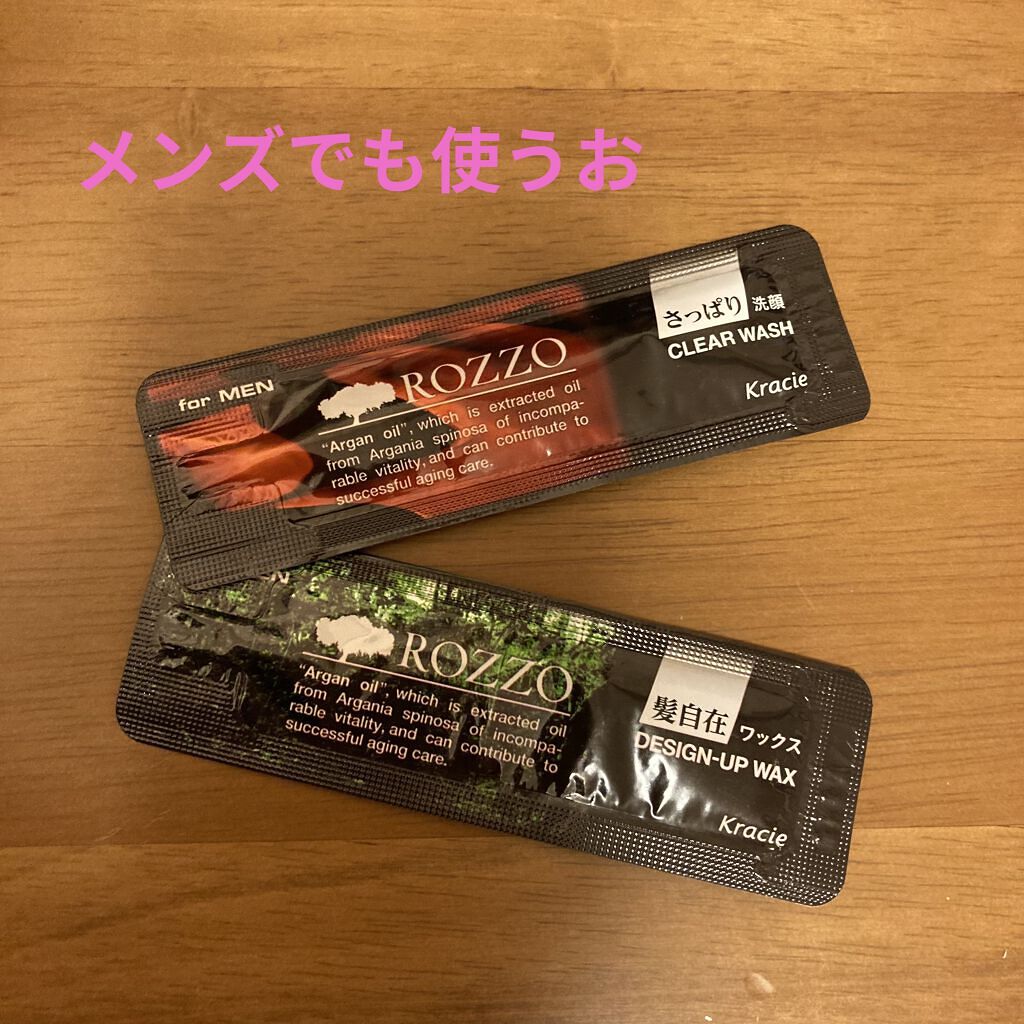 メンズでも使うお
for MEN
ROZZO
"Argan oil", which is extracted oil
from Argania spinosa of incompa-
rable vitality, and can contribute to
successful aging care.
さっぱり 洗顔
CLEAR WASH
Kracie
ROZZO
"Argan oil", which is extracted oil
from Argania spinosa of incompa-
rable vitality, and can contribute to
successful aging care.
髪自在 ワックス
DESIGN-UP WAX
Kracie